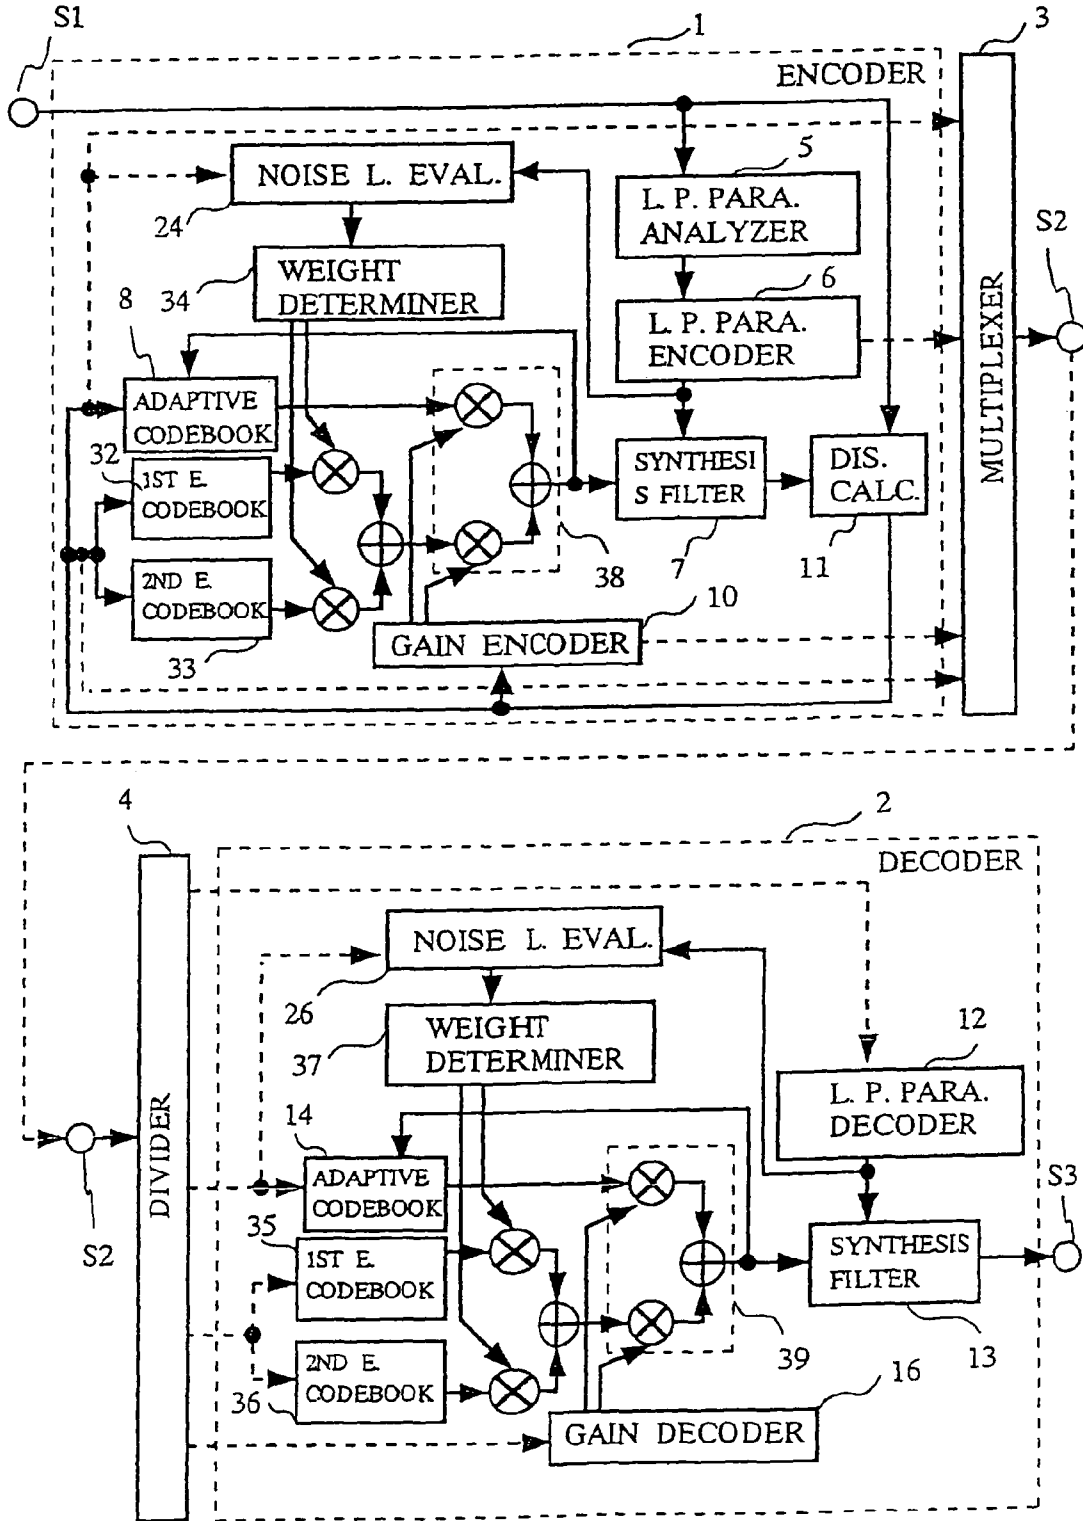 S1
1
3
ENCODER
NOISE L. EVAL.
5
24
L. P. PARA.
ANALYZER
S2
WEIGHT
DETERMINER
34
6
8
L. P. PARA.
ENCODER
MULTIPLEXER
ADAPTIVE
CODEBOOK
32
1ST E.
CODEBOOK
SYNTHESI
S FILTER
DIS.
CALC.
38
7
11
2ND E.
CODEBOOK
33
10
GAIN ENCODER
4
2
DECODER
NOISE L. EVAL.
26
WEIGHT
DETERMINER
37
12
L. P. PARA.
DECODER
14
DIVIDER
ADAPTIVE
CODEBOOK
S2
S3
35
1ST E.
CODEBOOK
SYNTHESIS
FILTER
39
13
2ND E.
CODEBOOK
36
16
GAIN DECODER